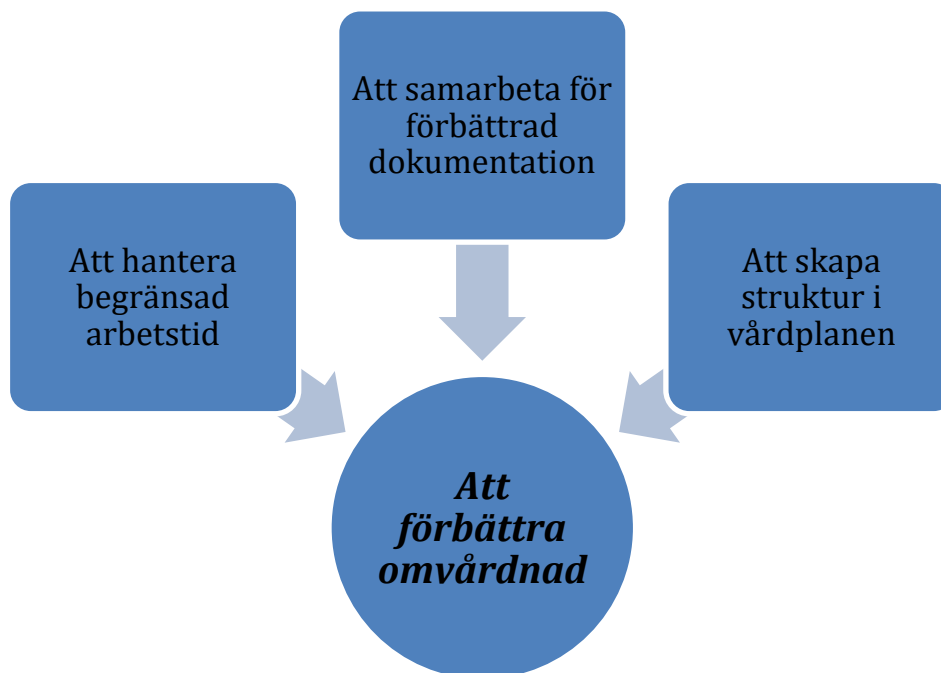 Att samarbeta för
förbättrad
dokumentation
Att hantera
begränsad
arbetstid
Att skapa
struktur i
vårdplanen
Att
förbättra
omvårdnad